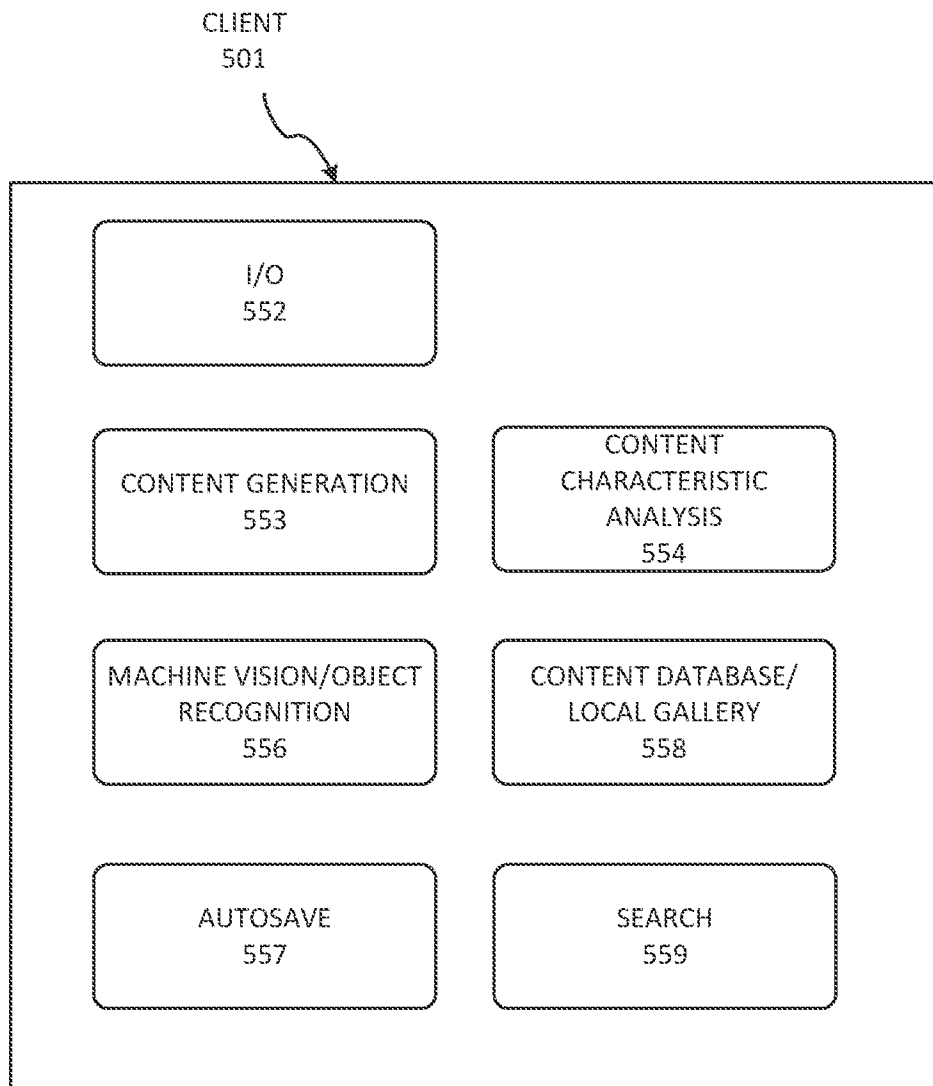 CLIENT
501
I/O
552
CONTENT GENERATION
553
CONTENT
CHARACTERISTIC
ANALYSIS
554
MACHINE VISION/OBJECT
RECOGNITION
556
CONTENT DATABASE/
LOCAL GALLERY
558
AUTOSAVE
557
SEARCH
559